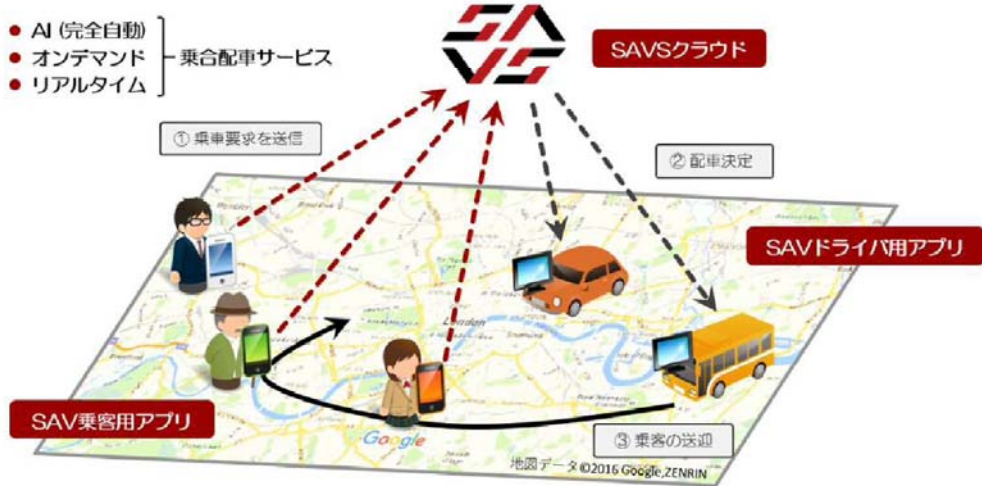 AI (完全自動)
オンデマンド
リアルタイム
乗合配車サービス
SAVS
SAVSクラウド
① 乗車要求を送信
② 配車決定
SAVドライバ用アプリ
London
SAV乗客用アプリ
Google
③ 乗客の送迎
地図データ©2016 Google,ZENRIN